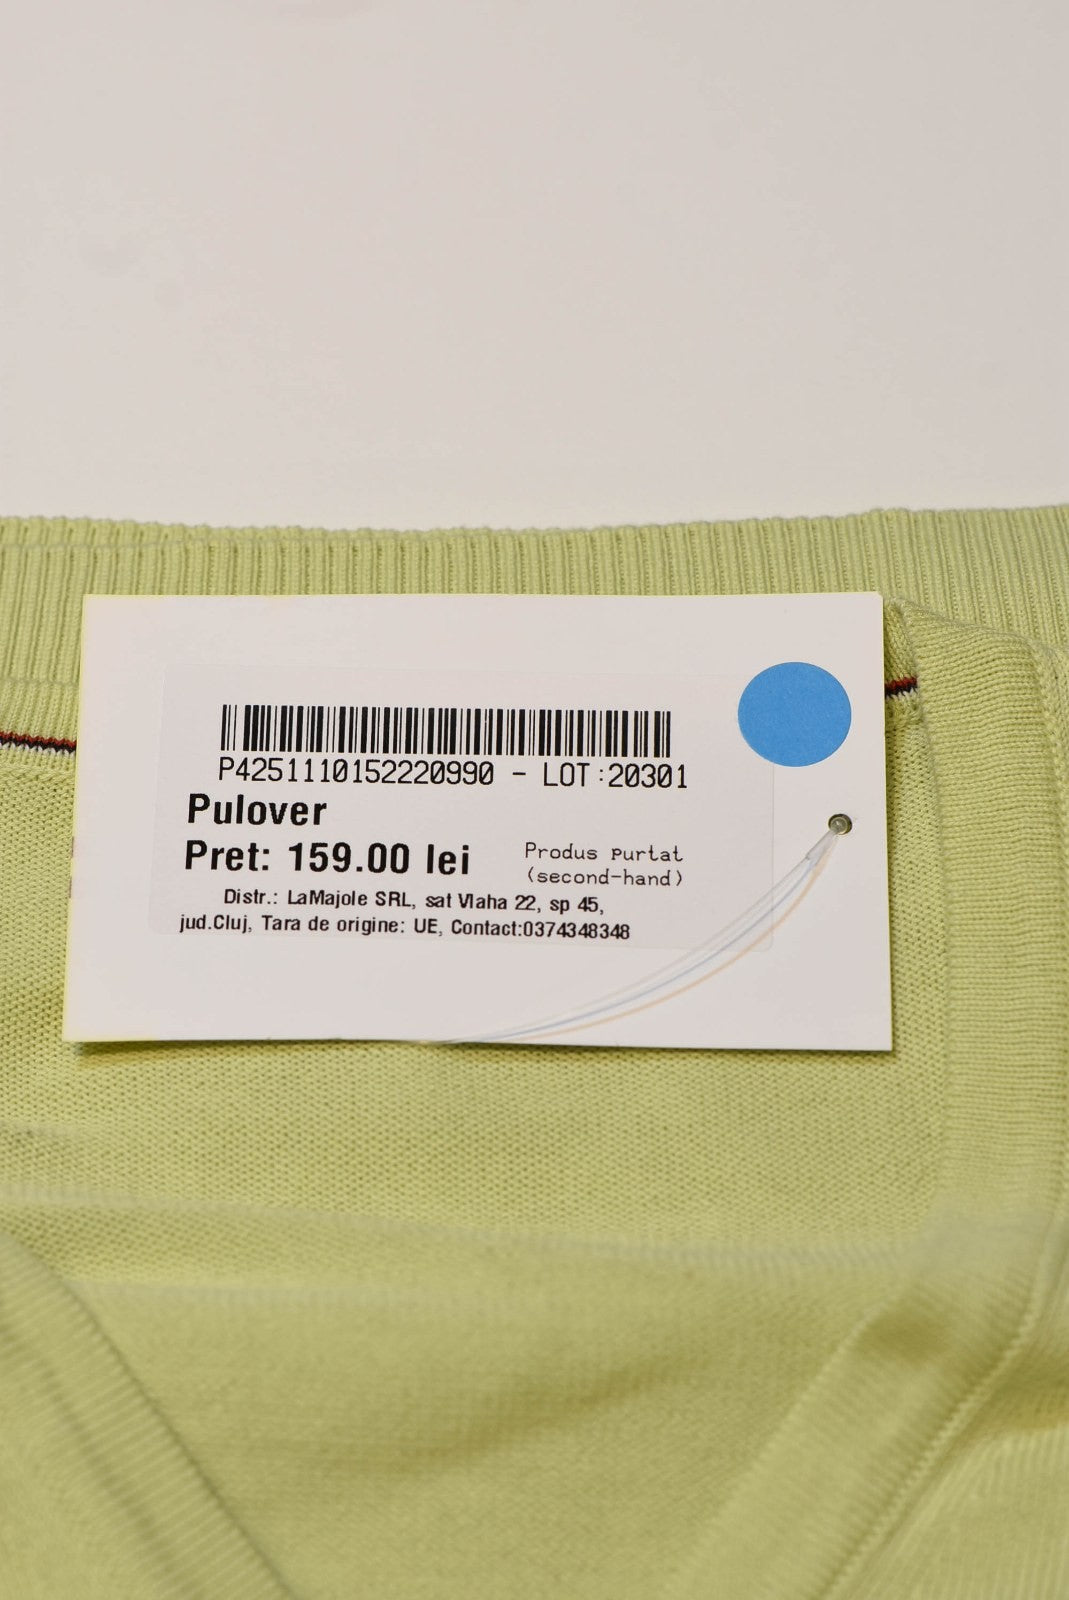 P42511110152220990 - LOT:20301
Pulover
Pret: 159.00 lei
Produs purtat
(second-hand)
Distr.: LaMajole SRL, sat Vlaha 22, sp 45,
jud.Cluj, Tara de origine: UE, Contact:0374348348